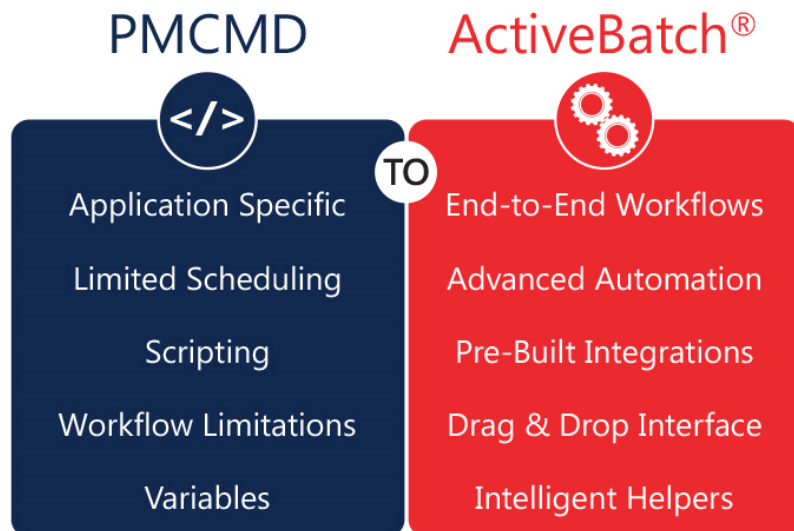 PMCMD
</>
Application Specific
Limited Scheduling
Scripting
Workflow Limitations
Variables
TO
ActiveBatch®
End-to-End Workflows
Advanced Automation
Pre-Built Integrations
Drag & Drop Interface
Intelligent Helpers